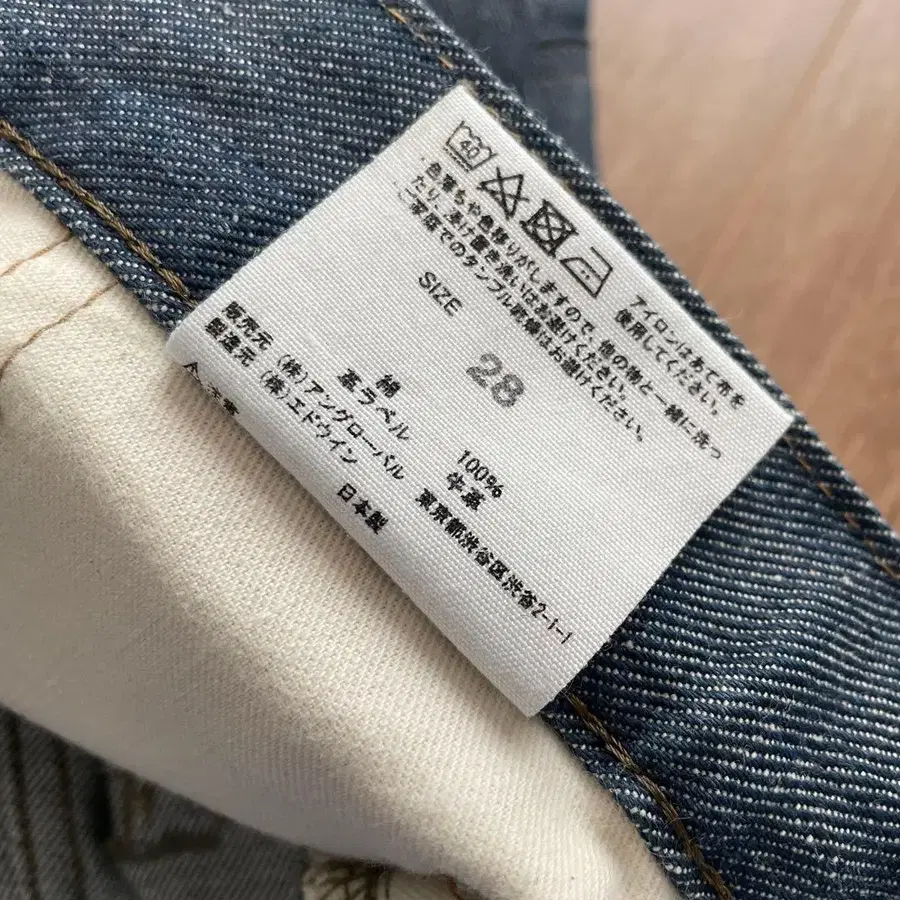 40
アイロンはあて布を
使用してください。
色落ちや色移りがしますので、他の物と一緒に洗っ
たり、漬け置き洗いはお避けください。
ご家庭でのタンブル乾燥はお避けください。
SIZE 28
綿 100%
革ラベル 牛革
販売元 (株)アングローバル 東京都渋谷区渋谷2-1-1
製造元 (株)エドウイン 日本製